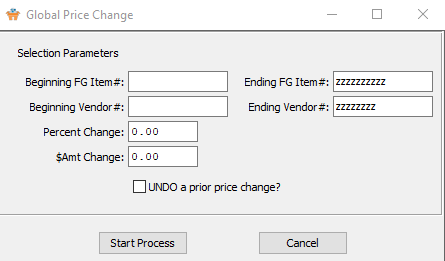 Global Price Change
Selection Parameters
Beginning FG Item#: Ending FG Item#: zzzzzzzzzz
Beginning Vendor#: Ending Vendor#: zzzzzzzz
Percent Change: 0.00
$Amt Change: 0.00
UNDO a prior price change?
Start Process Cancel